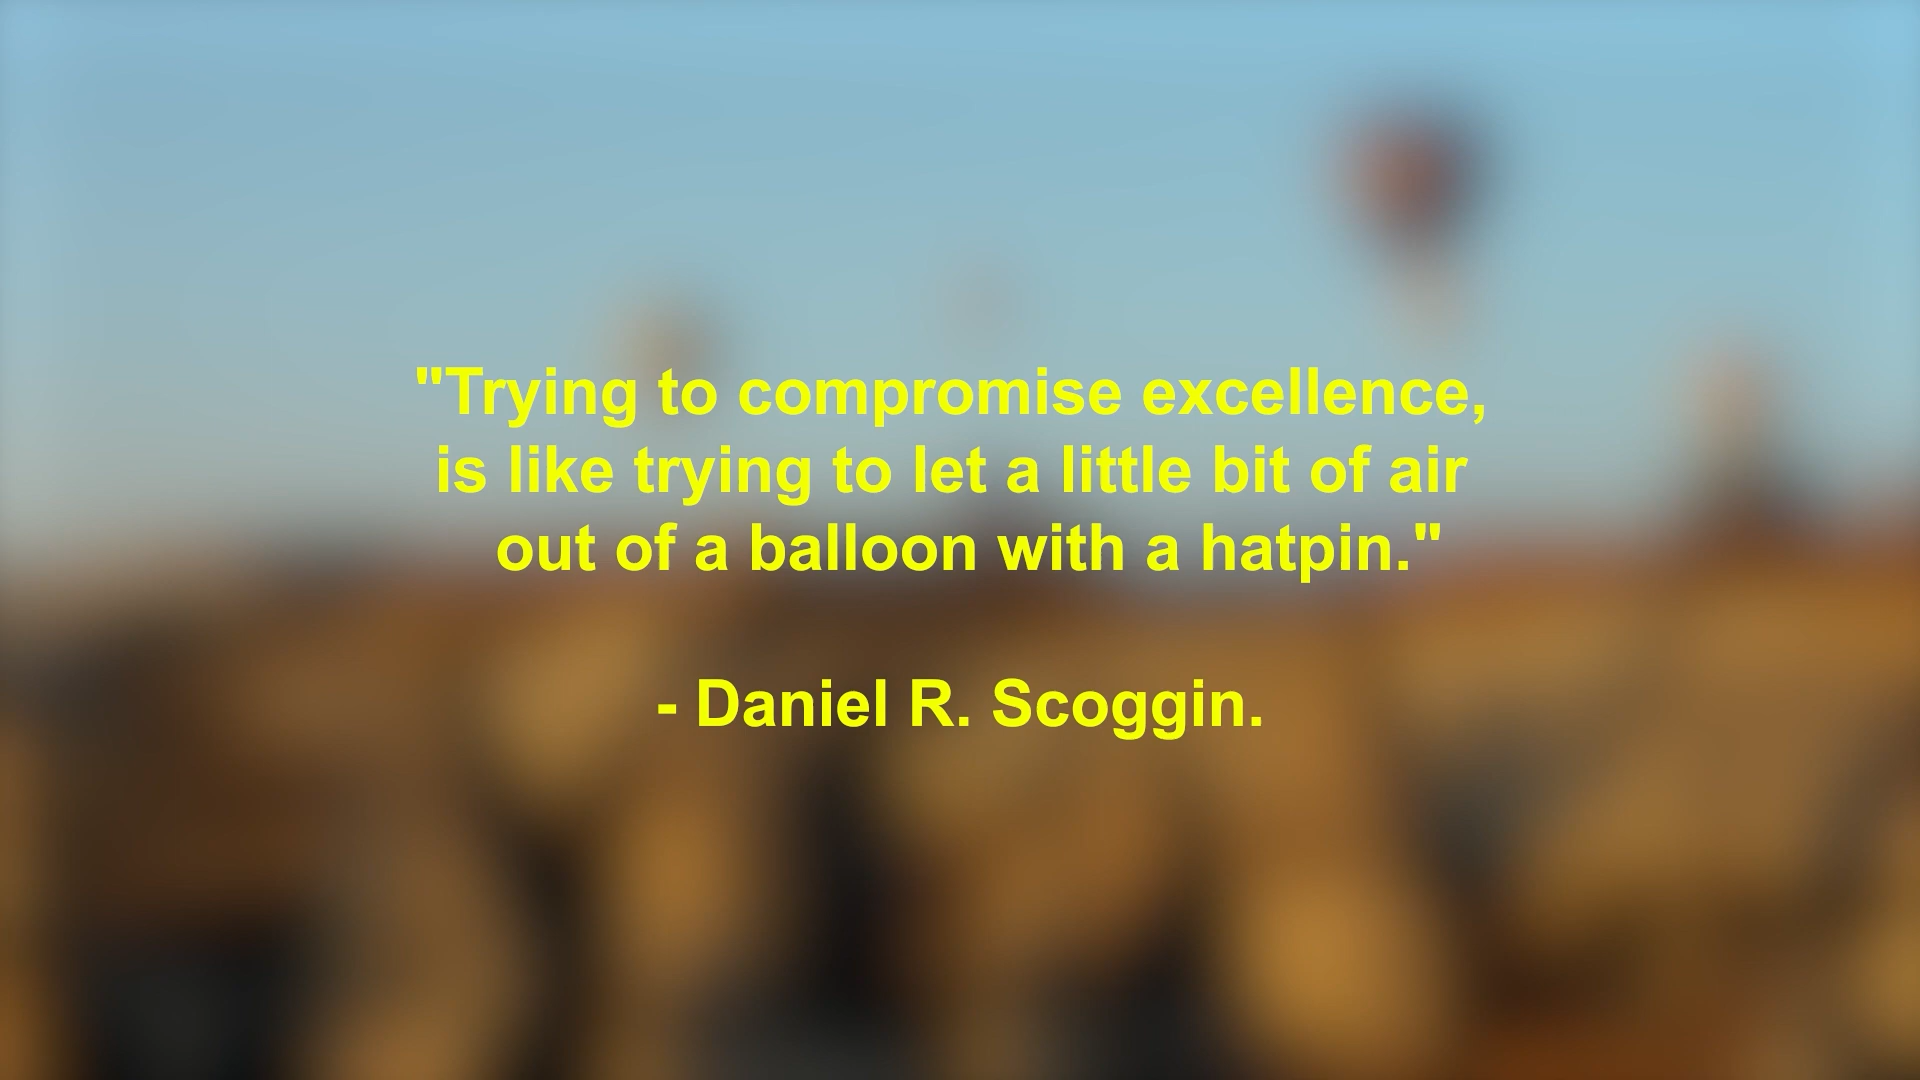 "Trying to compromise excellence,
is like trying to let a little bit of air
out of a balloon with a hatpin."
- Daniel R. Scoggin.